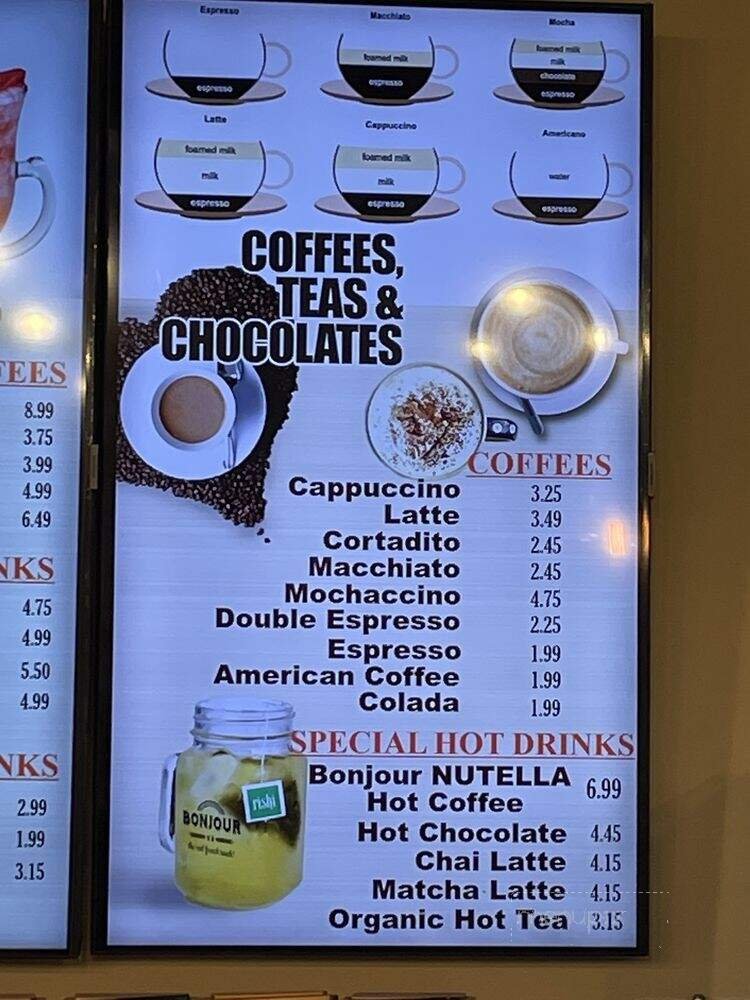 Espresso
espresso
Macchiato
foamed milk
espresso
Mocha
foamed milk
milk
chocolate
espresso
Latte
foamed milk
milk
espresso
Cappuccino
foamed milk
milk
espresso
Americano
water
espresso
COFFEES,
TEAS &
CHOCOLATES
FEES
8.99
3.75
3.99
4.99
6.49
NKS
4.75
4.99
5.50
4.99
NKS
2.99
1.99
3.15
COFFEES
Cappuccino 3.25
Latte 3.49
Cortadito 2.45
Macchiato 2.45
Mochaccino 4.75
Double Espresso 2.25
Espresso 1.99
American Coffee 1.99
Colada 1.99
SPECIAL HOT DRINKS
Bonjour NUTELLA 6.99
Hot Coffee
Hot Chocolate 4.45
Chai Latte 4.15
Matcha Latte 4.15
Organic Hot Tea 3.15
rishi
BONJOUR